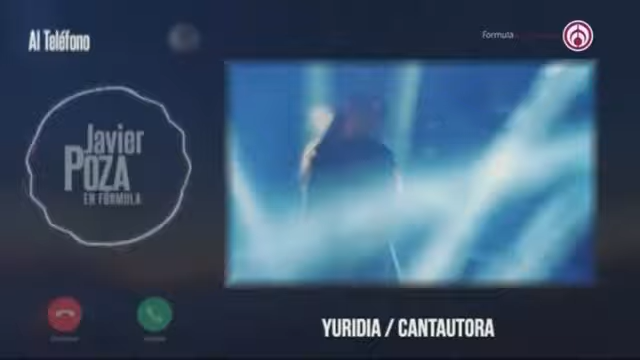 Al Teléfono
Formula
Javier
POZA
EN FÓRMULA
YURIDIA / CANTAUTORA